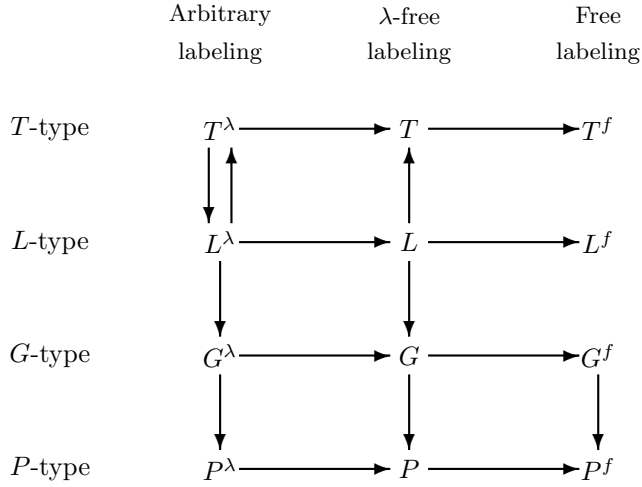 Arbitrary λ-free Free
labeling labeling labeling
T-type T^λ T T^f
L-type L^λ L L^f
G-type G^λ G G^f
P-type P^λ P P^f